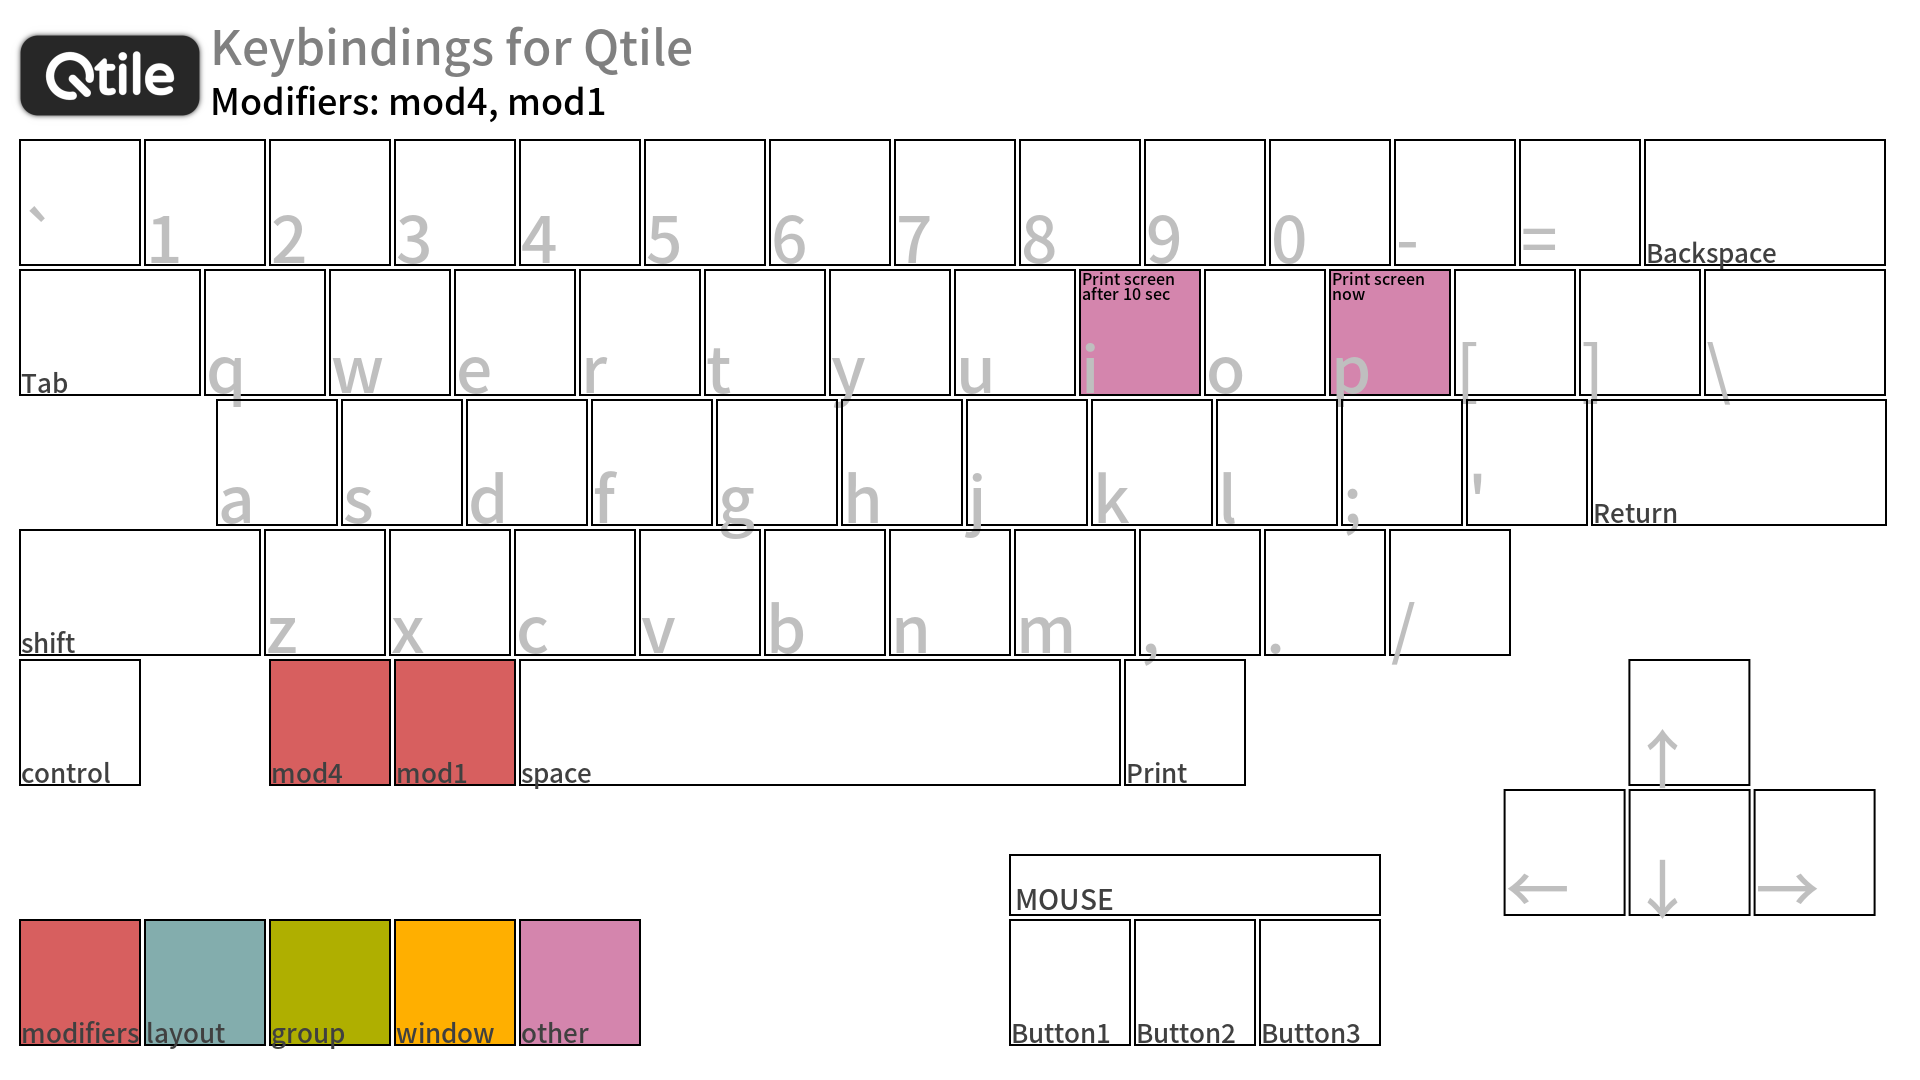 Qtile
Keybindings for Qtile
Modifiers: mod4, mod1
` 1 2 3 4 5 6 7 8 9 0 - = Backspace
Print screen
after 10 sec
Print screen
now
Tab q w e r t y u i o p [ ] \
a s d f g h j k l ; ' Return
shift z x c v b n m , . /
control mod4 mod1 space Print ↑
← ↓ →
MOUSE
modifiers layout group window other Button1 Button2 Button3